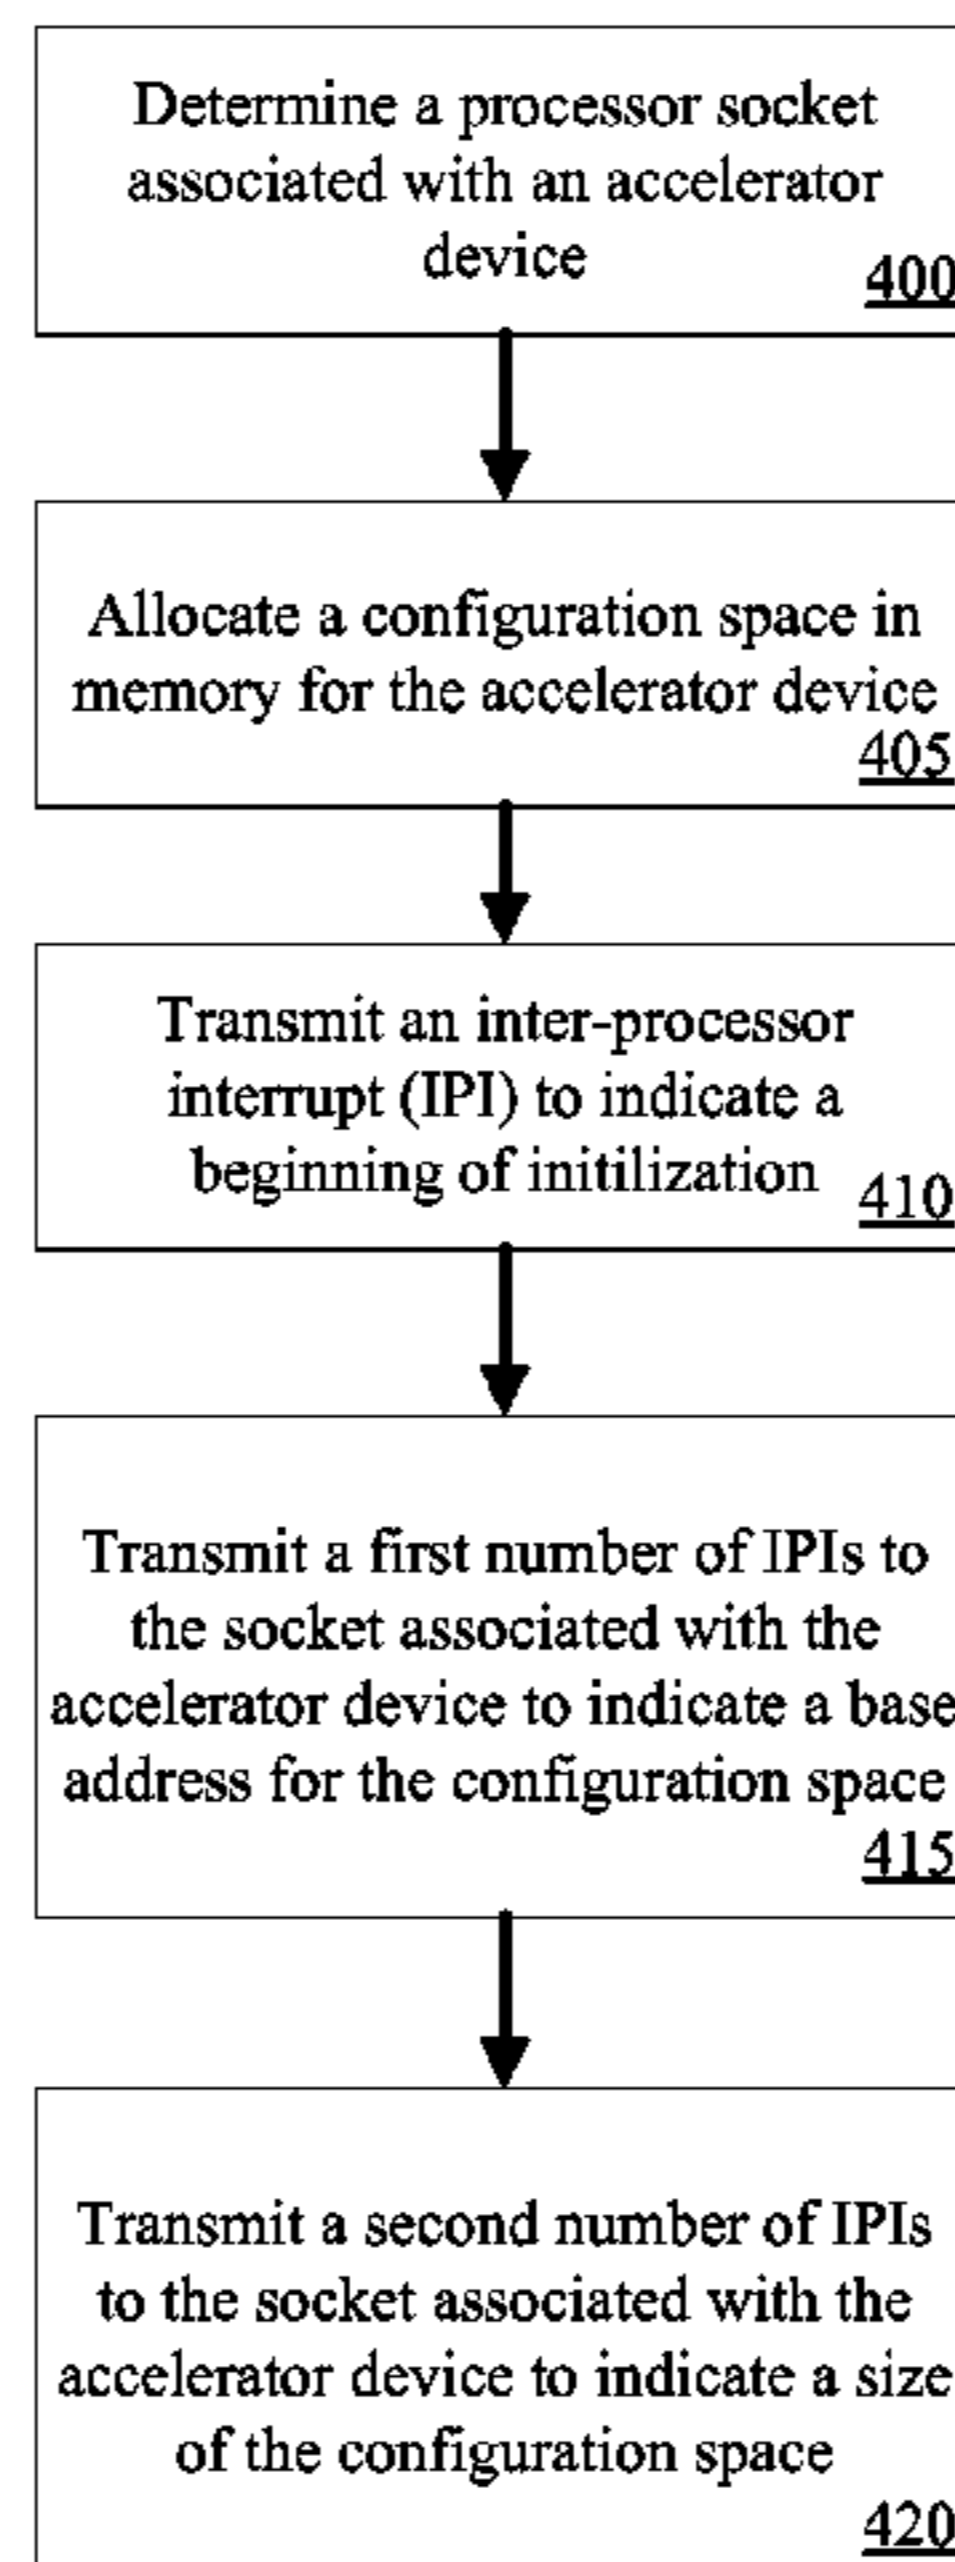 Determine a processor socket
associated with an accelerator
device
400
Allocate a configuration space in
memory for the accelerator device
405
Transmit an inter-processor
interrupt (IPI) to indicate a
beginning of initilization
410
Transmit a first number of IPIs to
the socket associated with the
accelerator device to indicate a base
address for the configuration space
415
Transmit a second number of IPIs
to the socket associated with the
accelerator device to indicate a size
of the configuration space
420